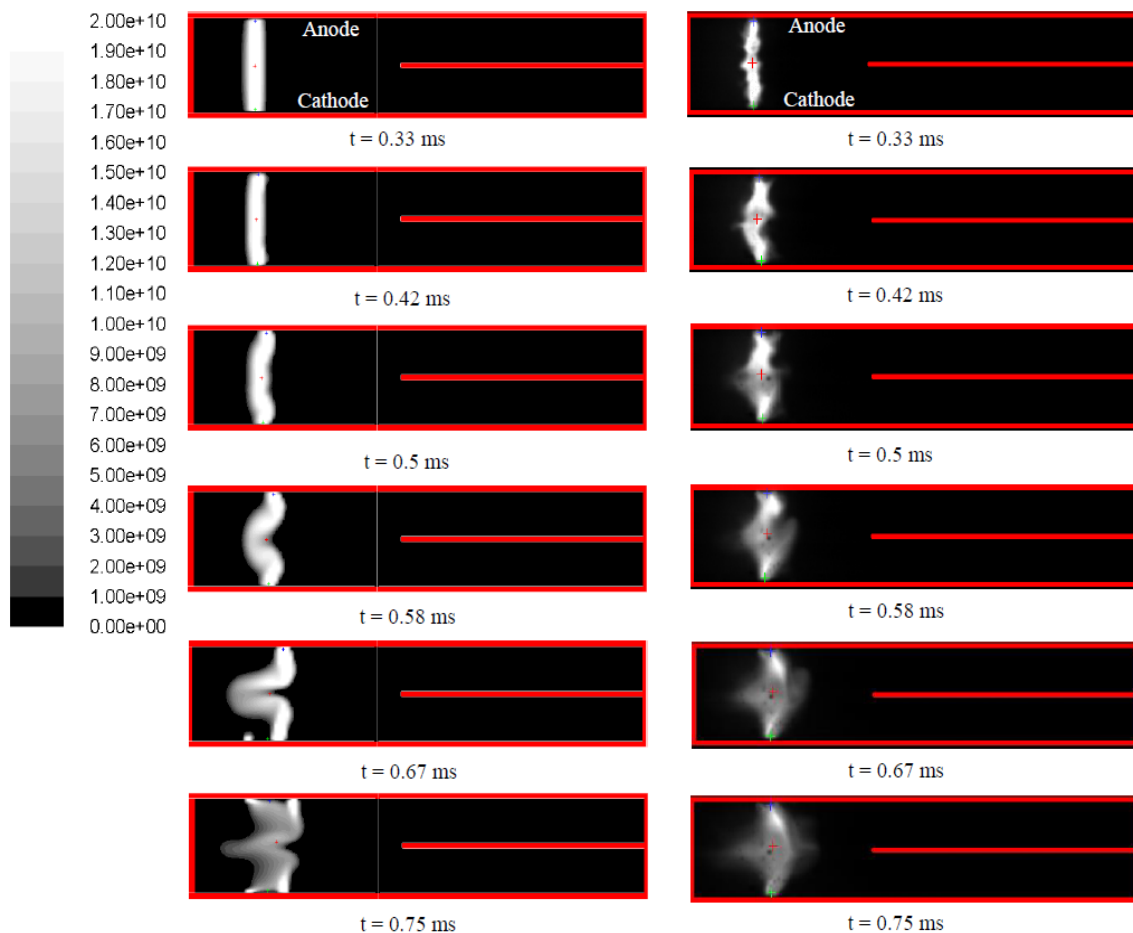 2.00e+10
1.90e+10
1.80e+10
1.70e+10
1.60e+10
1.50e+10
1.40e+10
1.30e+10
1.20e+10
1.10e+10
1.00e+10
9.00e+09
8.00e+09
7.00e+09
6.00e+09
5.00e+09
4.00e+09
3.00e+09
2.00e+09
1.00e+09
0.00e+00
Anode
Cathode
t = 0.33 ms
Anode
Cathode
t = 0.33 ms
t = 0.42 ms
t = 0.42 ms
t = 0.5 ms
t = 0.5 ms
t = 0.58 ms
t = 0.58 ms
t = 0.67 ms
t = 0.67 ms
t = 0.75 ms
t = 0.75 ms